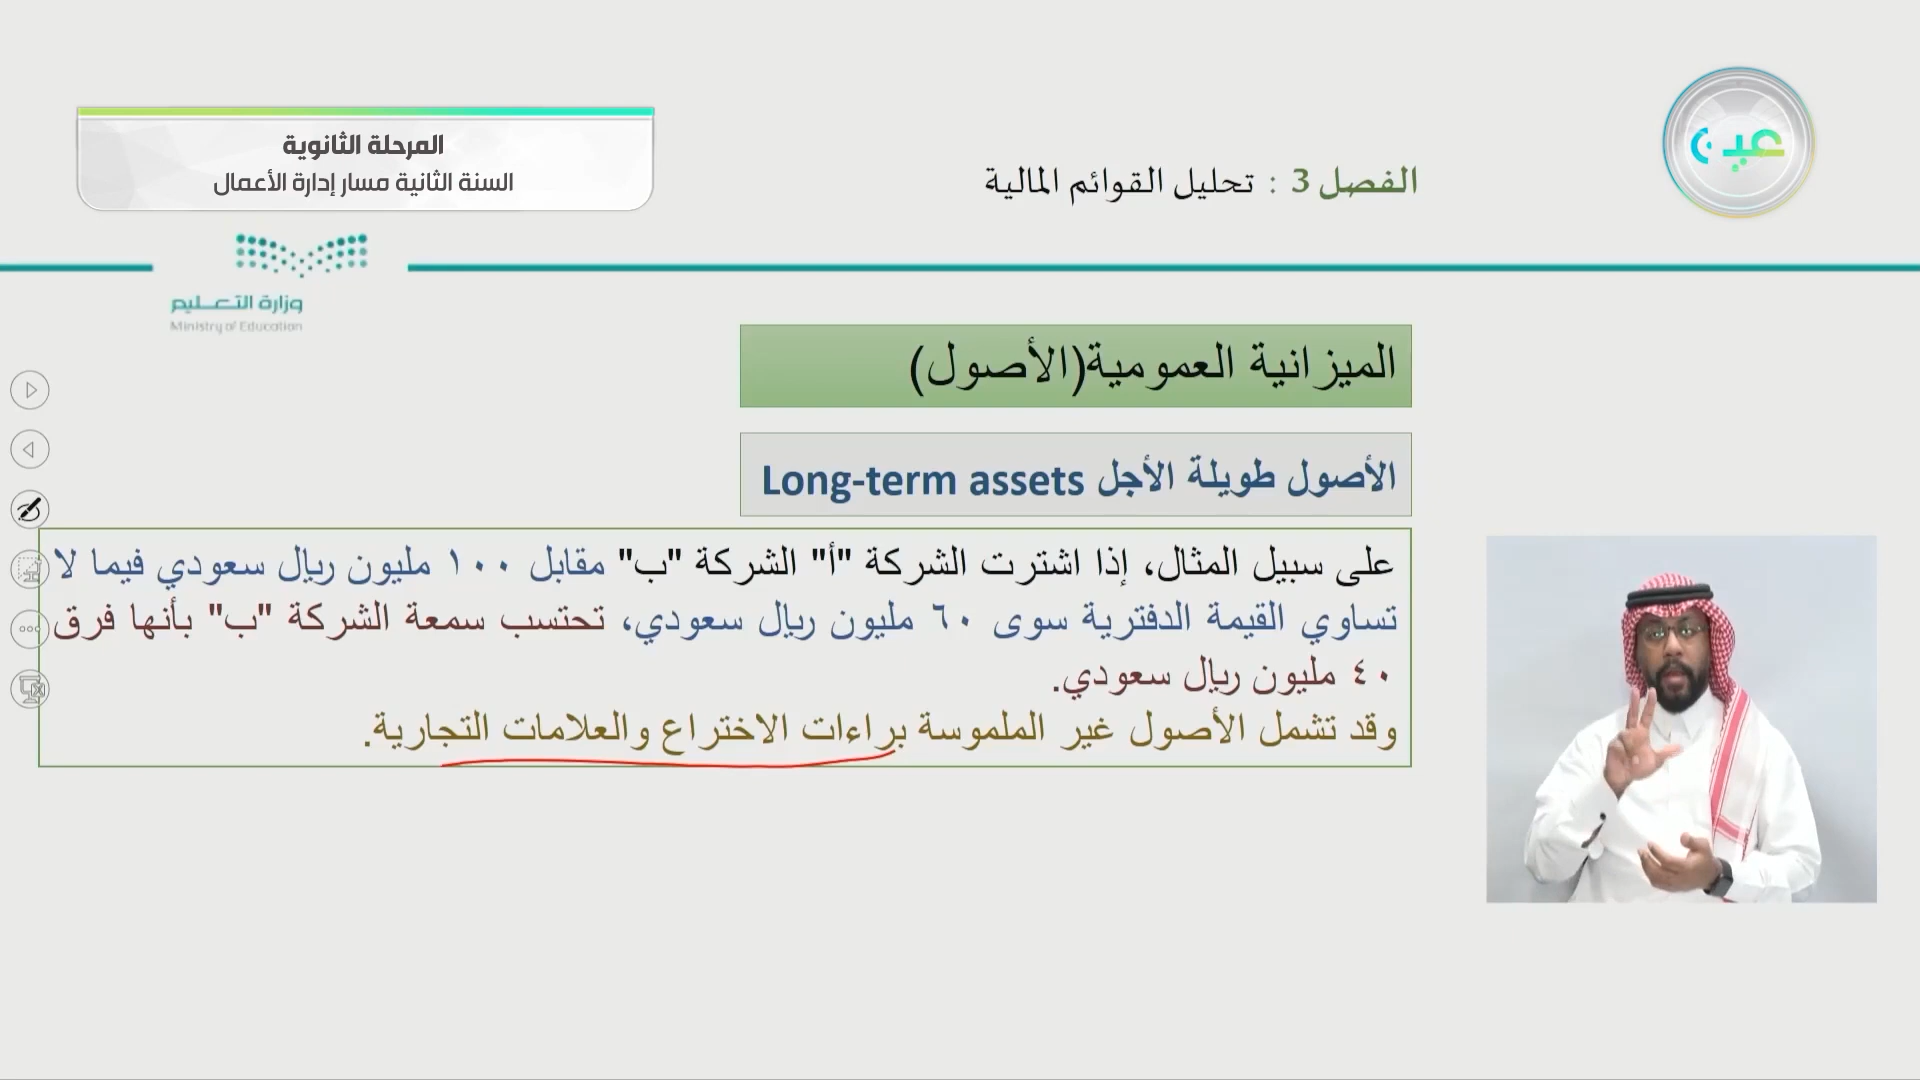 المرحلة الثانوية
السنة الثانية مسار إدارة الأعمال
عين
الفصل 3 : تحليل القوائم المالية
وزارة التعليم
Ministry of Education
الميزانية العمومية(الأصول)
الأصول طويلة الأجل Long-term assets
على سبيل المثال، إذا اشترت الشركة "أ" الشركة "ب" مقابل ١٠٠ مليون ريال سعودي فيما لا
تساوي القيمة الدفترية سوى ٦٠ مليون ريال سعودي، تحتسب سمعة الشركة "ب" بأنها فرق
٤٠ مليون ريال سعودي.
وقد تشمل الأصول غير الملموسة براءات الاختراع والعلامات التجارية.